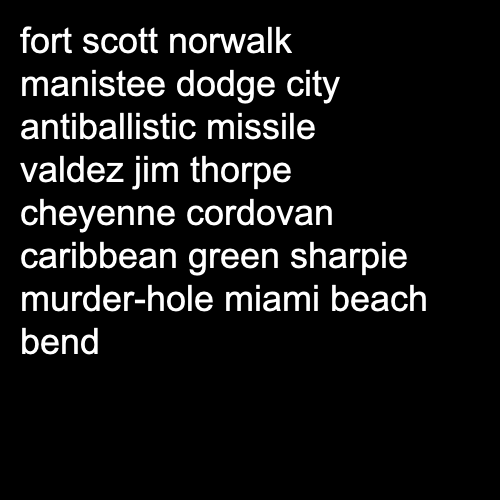 fort scott norwalk
manistee dodge city
antiballistic missile
valdez jim thorpe
cheyenne cordovan
caribbean green sharpie
murder-hole miami beach
bend